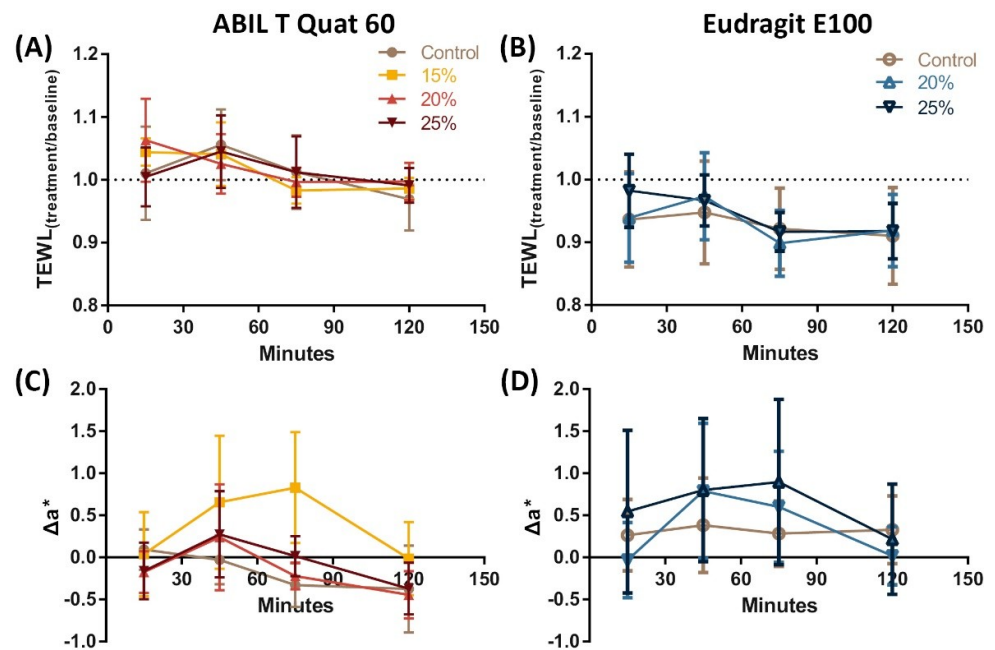 ABIL T Quat 60
Eudragit E100
(A)
1.2
1.1
1.0
0.9
0.8
TEWL(treatment/baseline)
Control
15%
20%
25%
0 30 60 90 120 150
Minutes
(B)
1.2
1.1
1.0
0.9
0.8
TEWL(treatment/baseline)
Control
20%
25%
0 30 60 90 120 150
Minutes
(C)
2.0
1.5
1.0
0.5
0.0
-0.5
-1.0
Δa*
30 60 90 120 150
Minutes
(D)
2.0
1.5
1.0
0.5
0.0
-0.5
-1.0
Δa*
30 60 90 120 150
Minutes